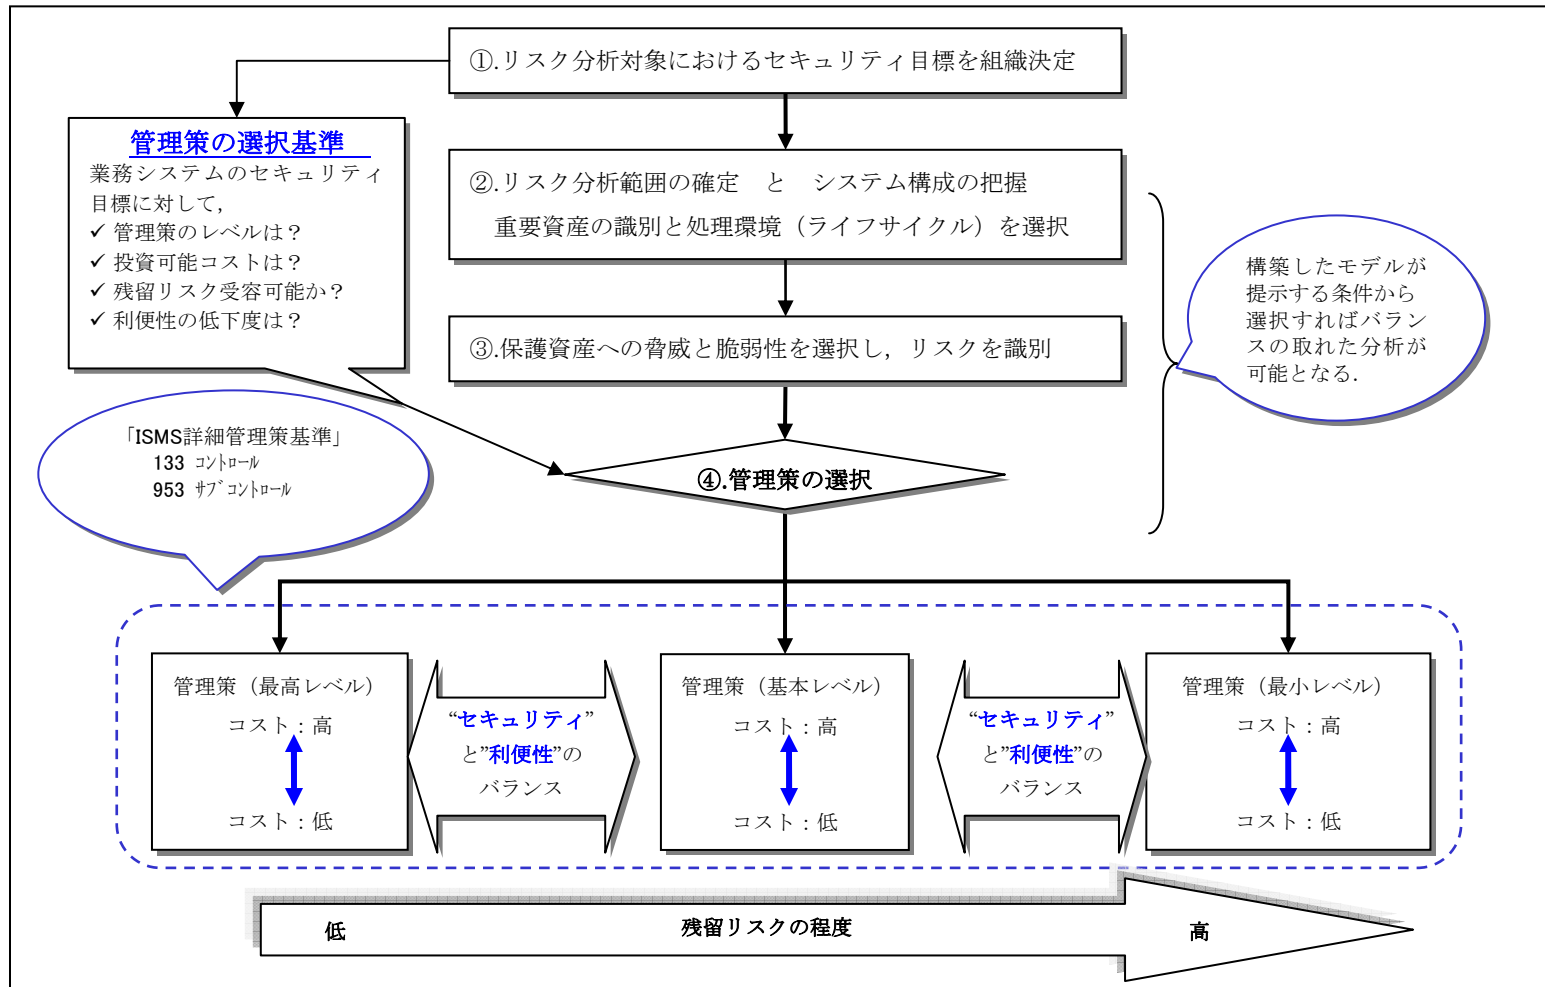 ①.リスク分析対象におけるセキュリティ目標を組織決定
管理策の選択基準
業務システムのセキュリティ
目標に対して，
✓ 管理策のレベルは？
✓ 投資可能コストは？
✓ 残留リスク受容可能か？
✓ 利便性の低下度は？
②.リスク分析範囲の確定　と　システム構成の把握
重要資産の識別と処理環境（ライフサイクル）を選択
③.保護資産への脅威と脆弱性を選択し，リスクを識別
構築したモデルが
提示する条件から
選択すればバラン
スの取れた分析が
可能となる．
「ISMS詳細管理策基準」
133 ｺﾝﾄﾛｰﾙ
953 ｻﾌﾞｺﾝﾄﾛｰﾙ
④.管理策の選択
管理策（最高レベル）
コスト：高
コスト：低
“セキュリティ”
と”利便性”の
バランス
管理策（基本レベル）
コスト：高
コスト：低
“セキュリティ”
と”利便性”の
バランス
管理策（最小レベル）
コスト：高
コスト：低
低　残留リスクの程度　高